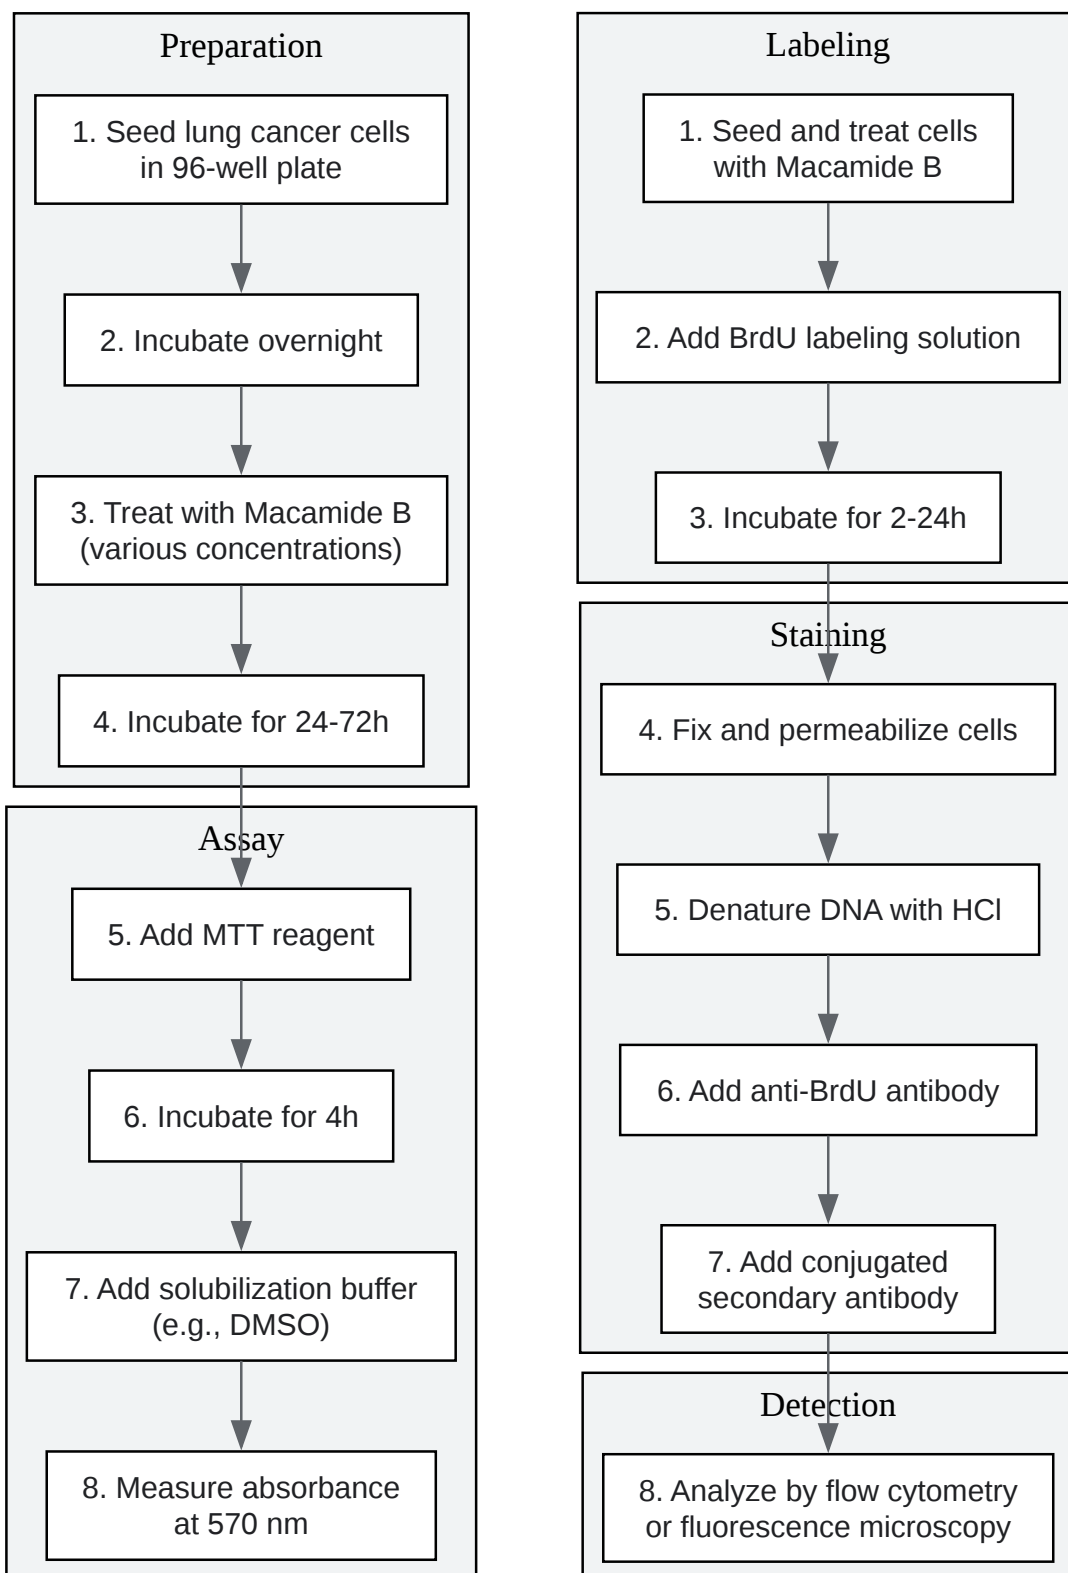 Preparation
1. Seed lung cancer cells
in 96-well plate
2. Incubate overnight
3. Treat with Macamide B
(various concentrations)
4. Incubate for 24-72h
Assay
5. Add MTT reagent
6. Incubate for 4h
7. Add solubilization buffer
(e.g., DMSO)
8. Measure absorbance
at 570 nm
Labeling
1. Seed and treat cells
with Macamide B
2. Add BrdU labeling solution
3. Incubate for 2-24h
Staining
4. Fix and permeabilize cells
5. Denature DNA with HCl
6. Add anti-BrdU antibody
7. Add conjugated
secondary antibody
Detection
8. Analyze by flow cytometry
or fluorescence microscopy